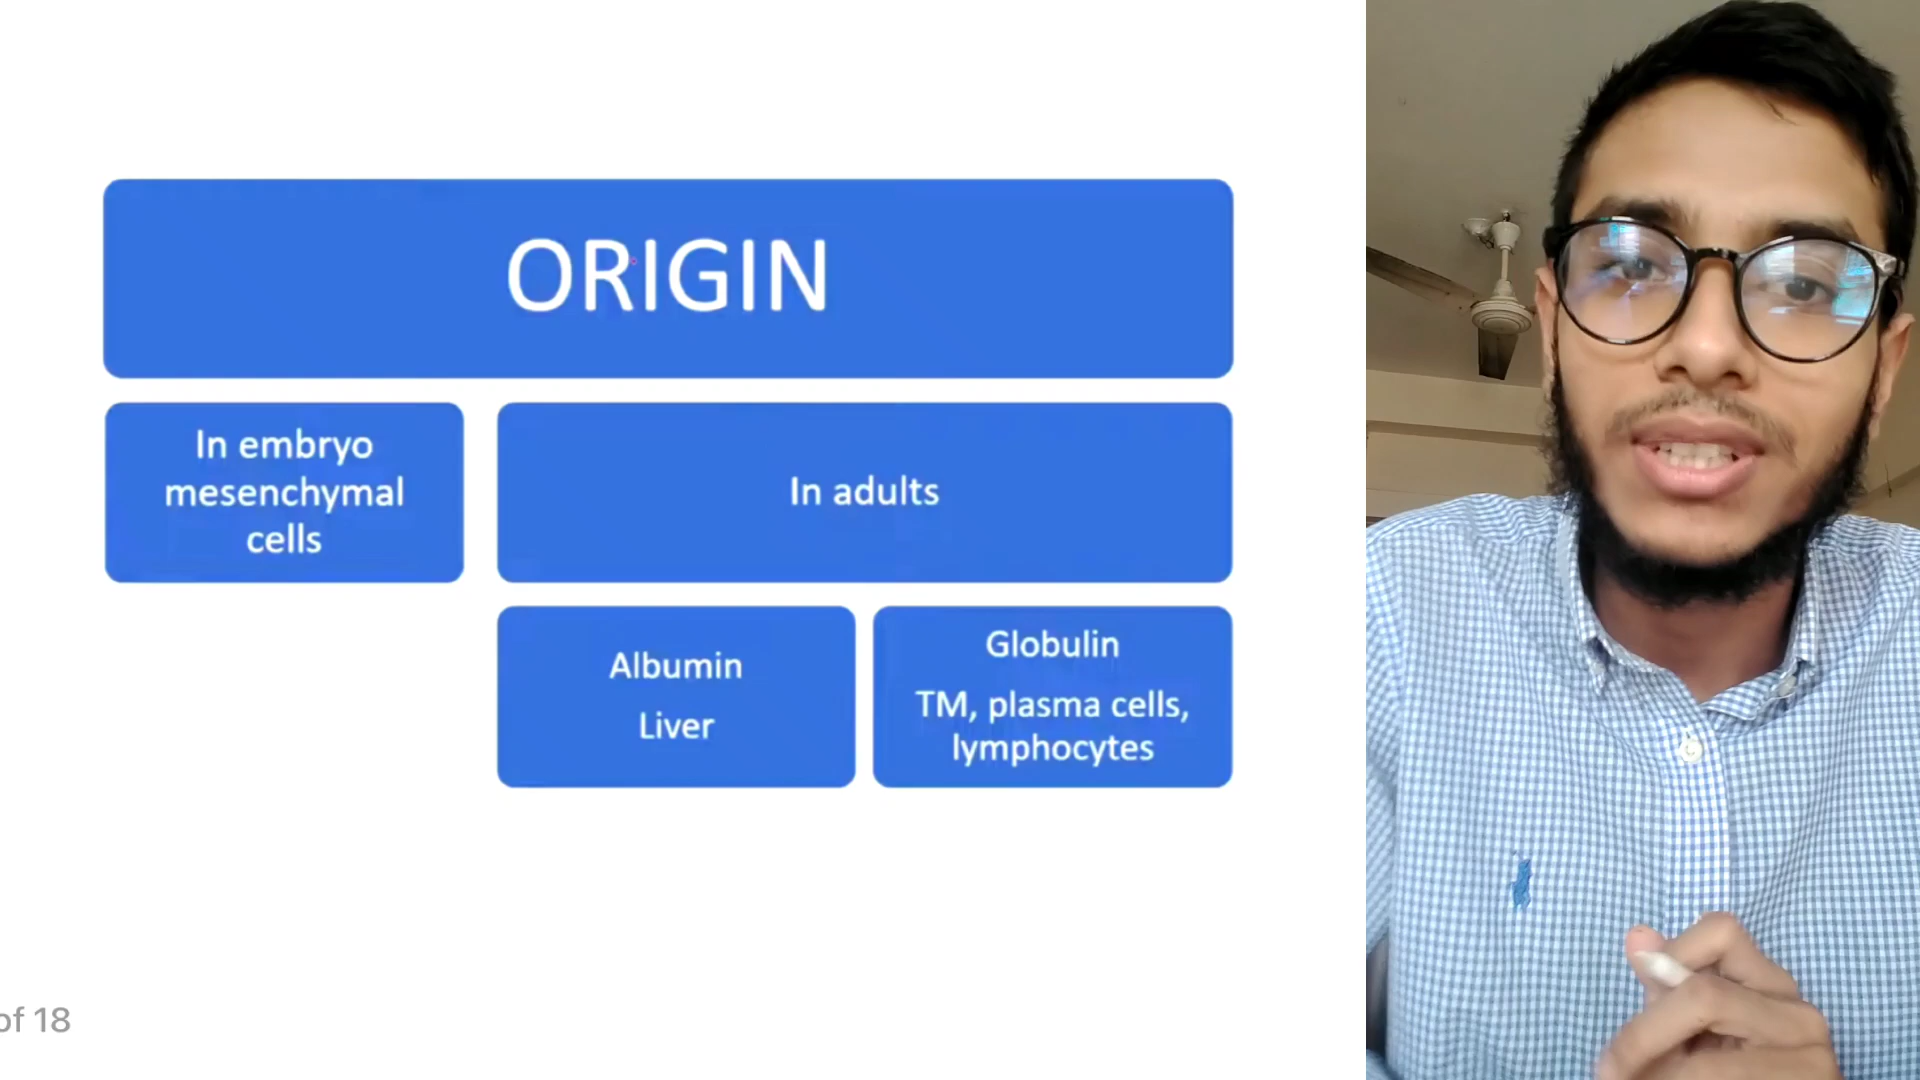 ORIGIN
In embryo
mesenchymal
cells
In adults
Albumin
Liver
Globulin
TM, plasma cells,
lymphocytes
of 18